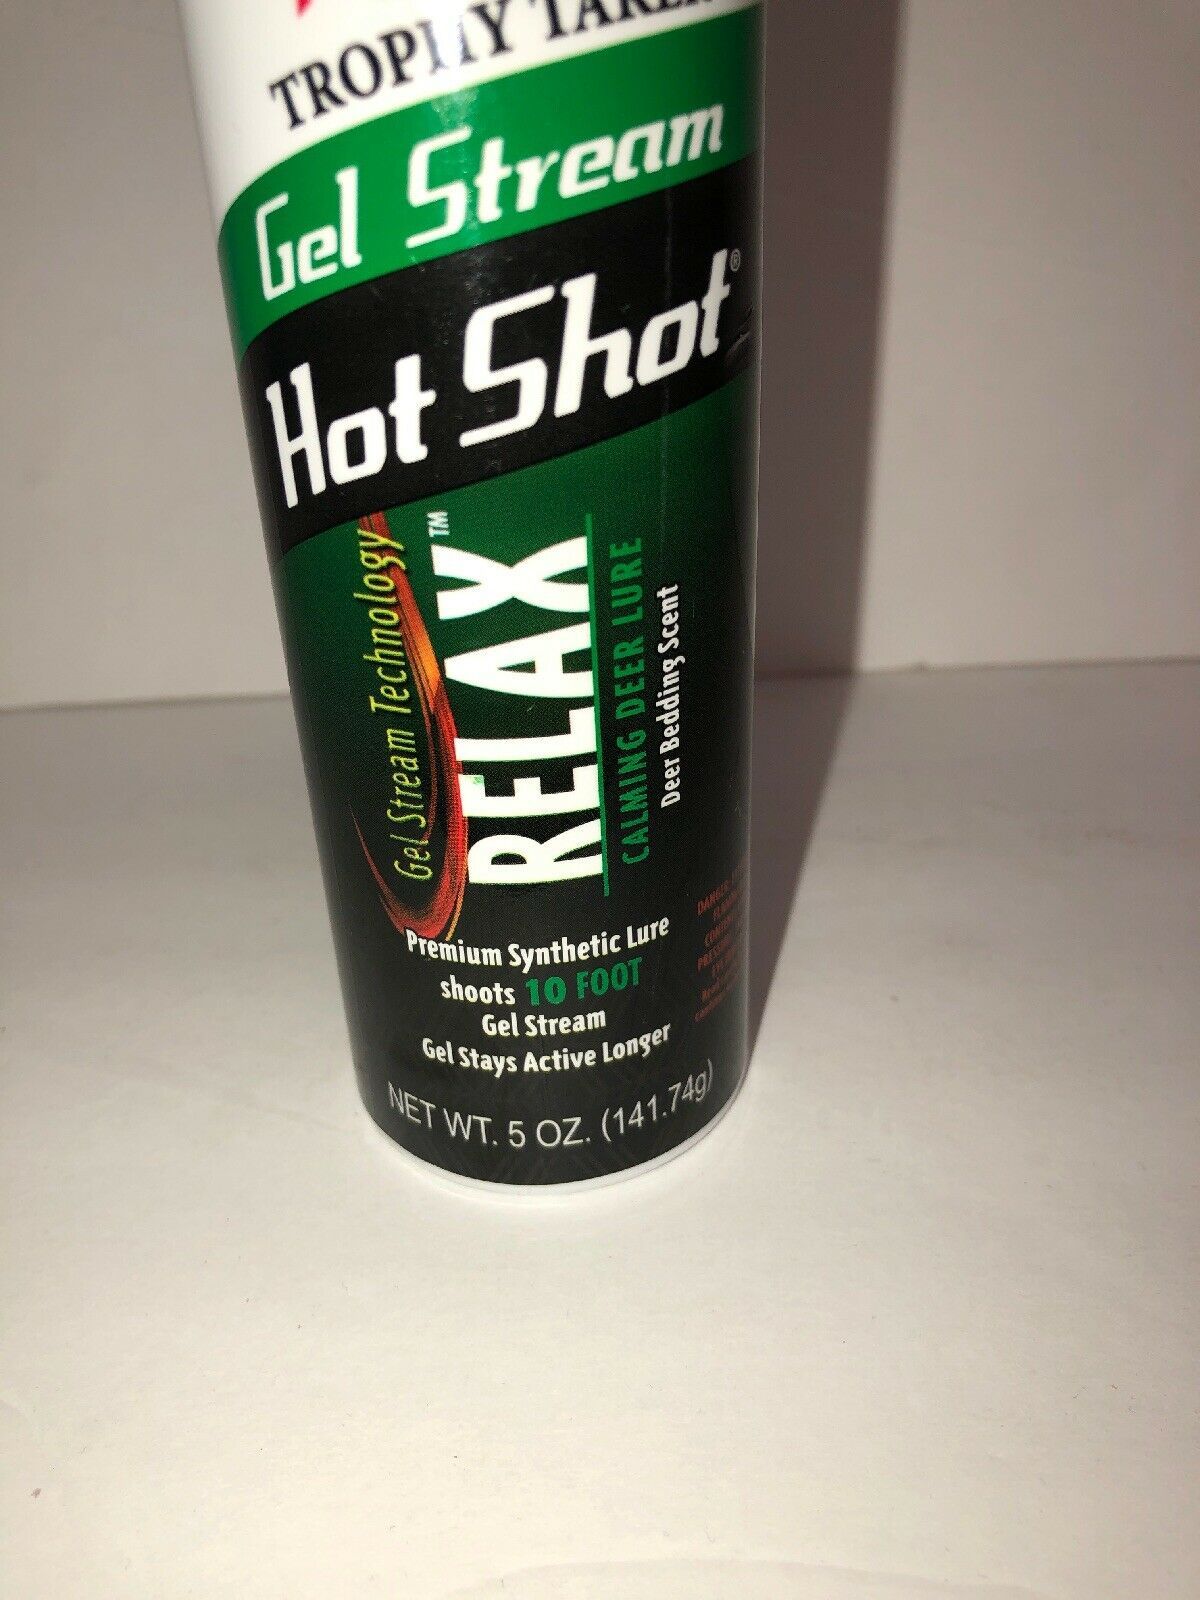 TROPHY TAKER
Gel Stream
Hot Shot®
Gel Stream Technology
RELAX™
CALMING DEER LURE
Deer Bedding Scent
Premium Synthetic Lure
shoots 10 FOOT
Gel Stream
Gel Stays Active Longer
NET WT. 5 OZ. (141.74g)